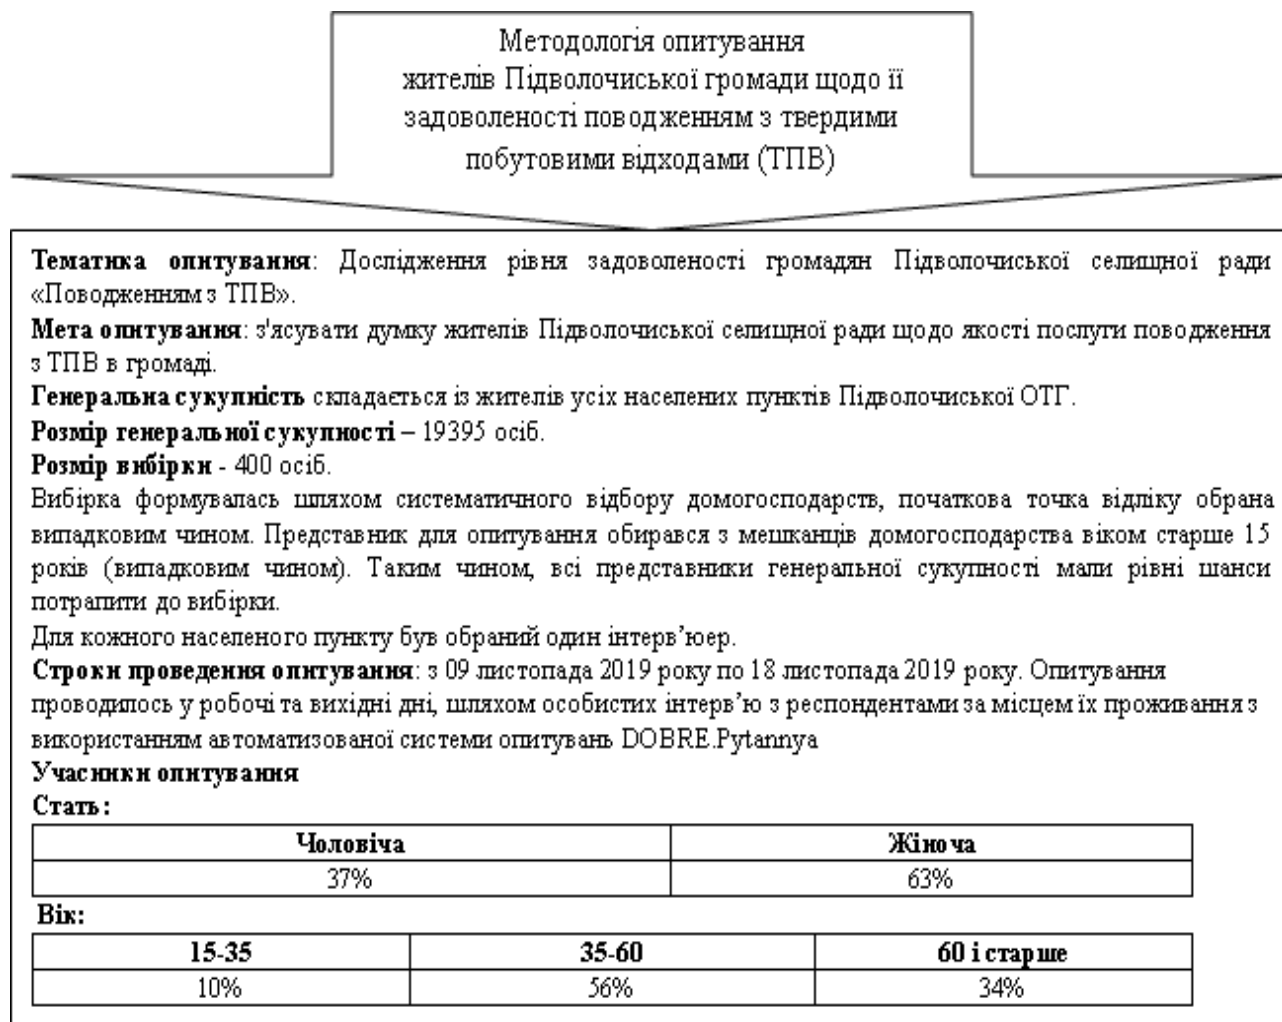 Методологія опитування
жителів Підволочиської громади щодо її
задоволеності поводженням з твердими
побутовими відходами (ТПВ)
Тематика опитування: Дослідження рівня задоволеності громадян Підволочиської селищної ради
«Поводженням з ТПВ».
Мета опитування: з'ясувати думку жителів Підволочиської селищної ради щодо якості послуги поводження
з ТПВ в громаді.
Генеральна сукупність складається із жителів усіх населених пунктів Підволочиської ОТГ.
Розмір генеральної сукупності – 19395 осіб.
Розмір вибірки - 400 осіб.
Вибірка формувалась шляхом систематичного відбору домогосподарств, початкова точка відліку обрана
випадковим чином. Представник для опитування обирався з мешканців домогосподарства віком старше 15
років (випадковим чином). Таким чином, всі представники генеральної сукупності мали рівні шанси
потрапити до вибірки.
Для кожного населеного пункту був обраний один інтерв’юер.
Строки проведення опитування: з 09 листопада 2019 року по 18 листопада 2019 року. Опитування
проводилось у робочі та вихідні дні, шляхом особистих інтерв’ю з респондентами за місцем їх проживання з
використанням автоматизованої системи опитувань DOBRE.Pytannya
Учасники опитування
Стать:
Чоловіча Жіноча
37% 63%
Вік:
15-35 35-60 60 і старше
10% 56% 34%